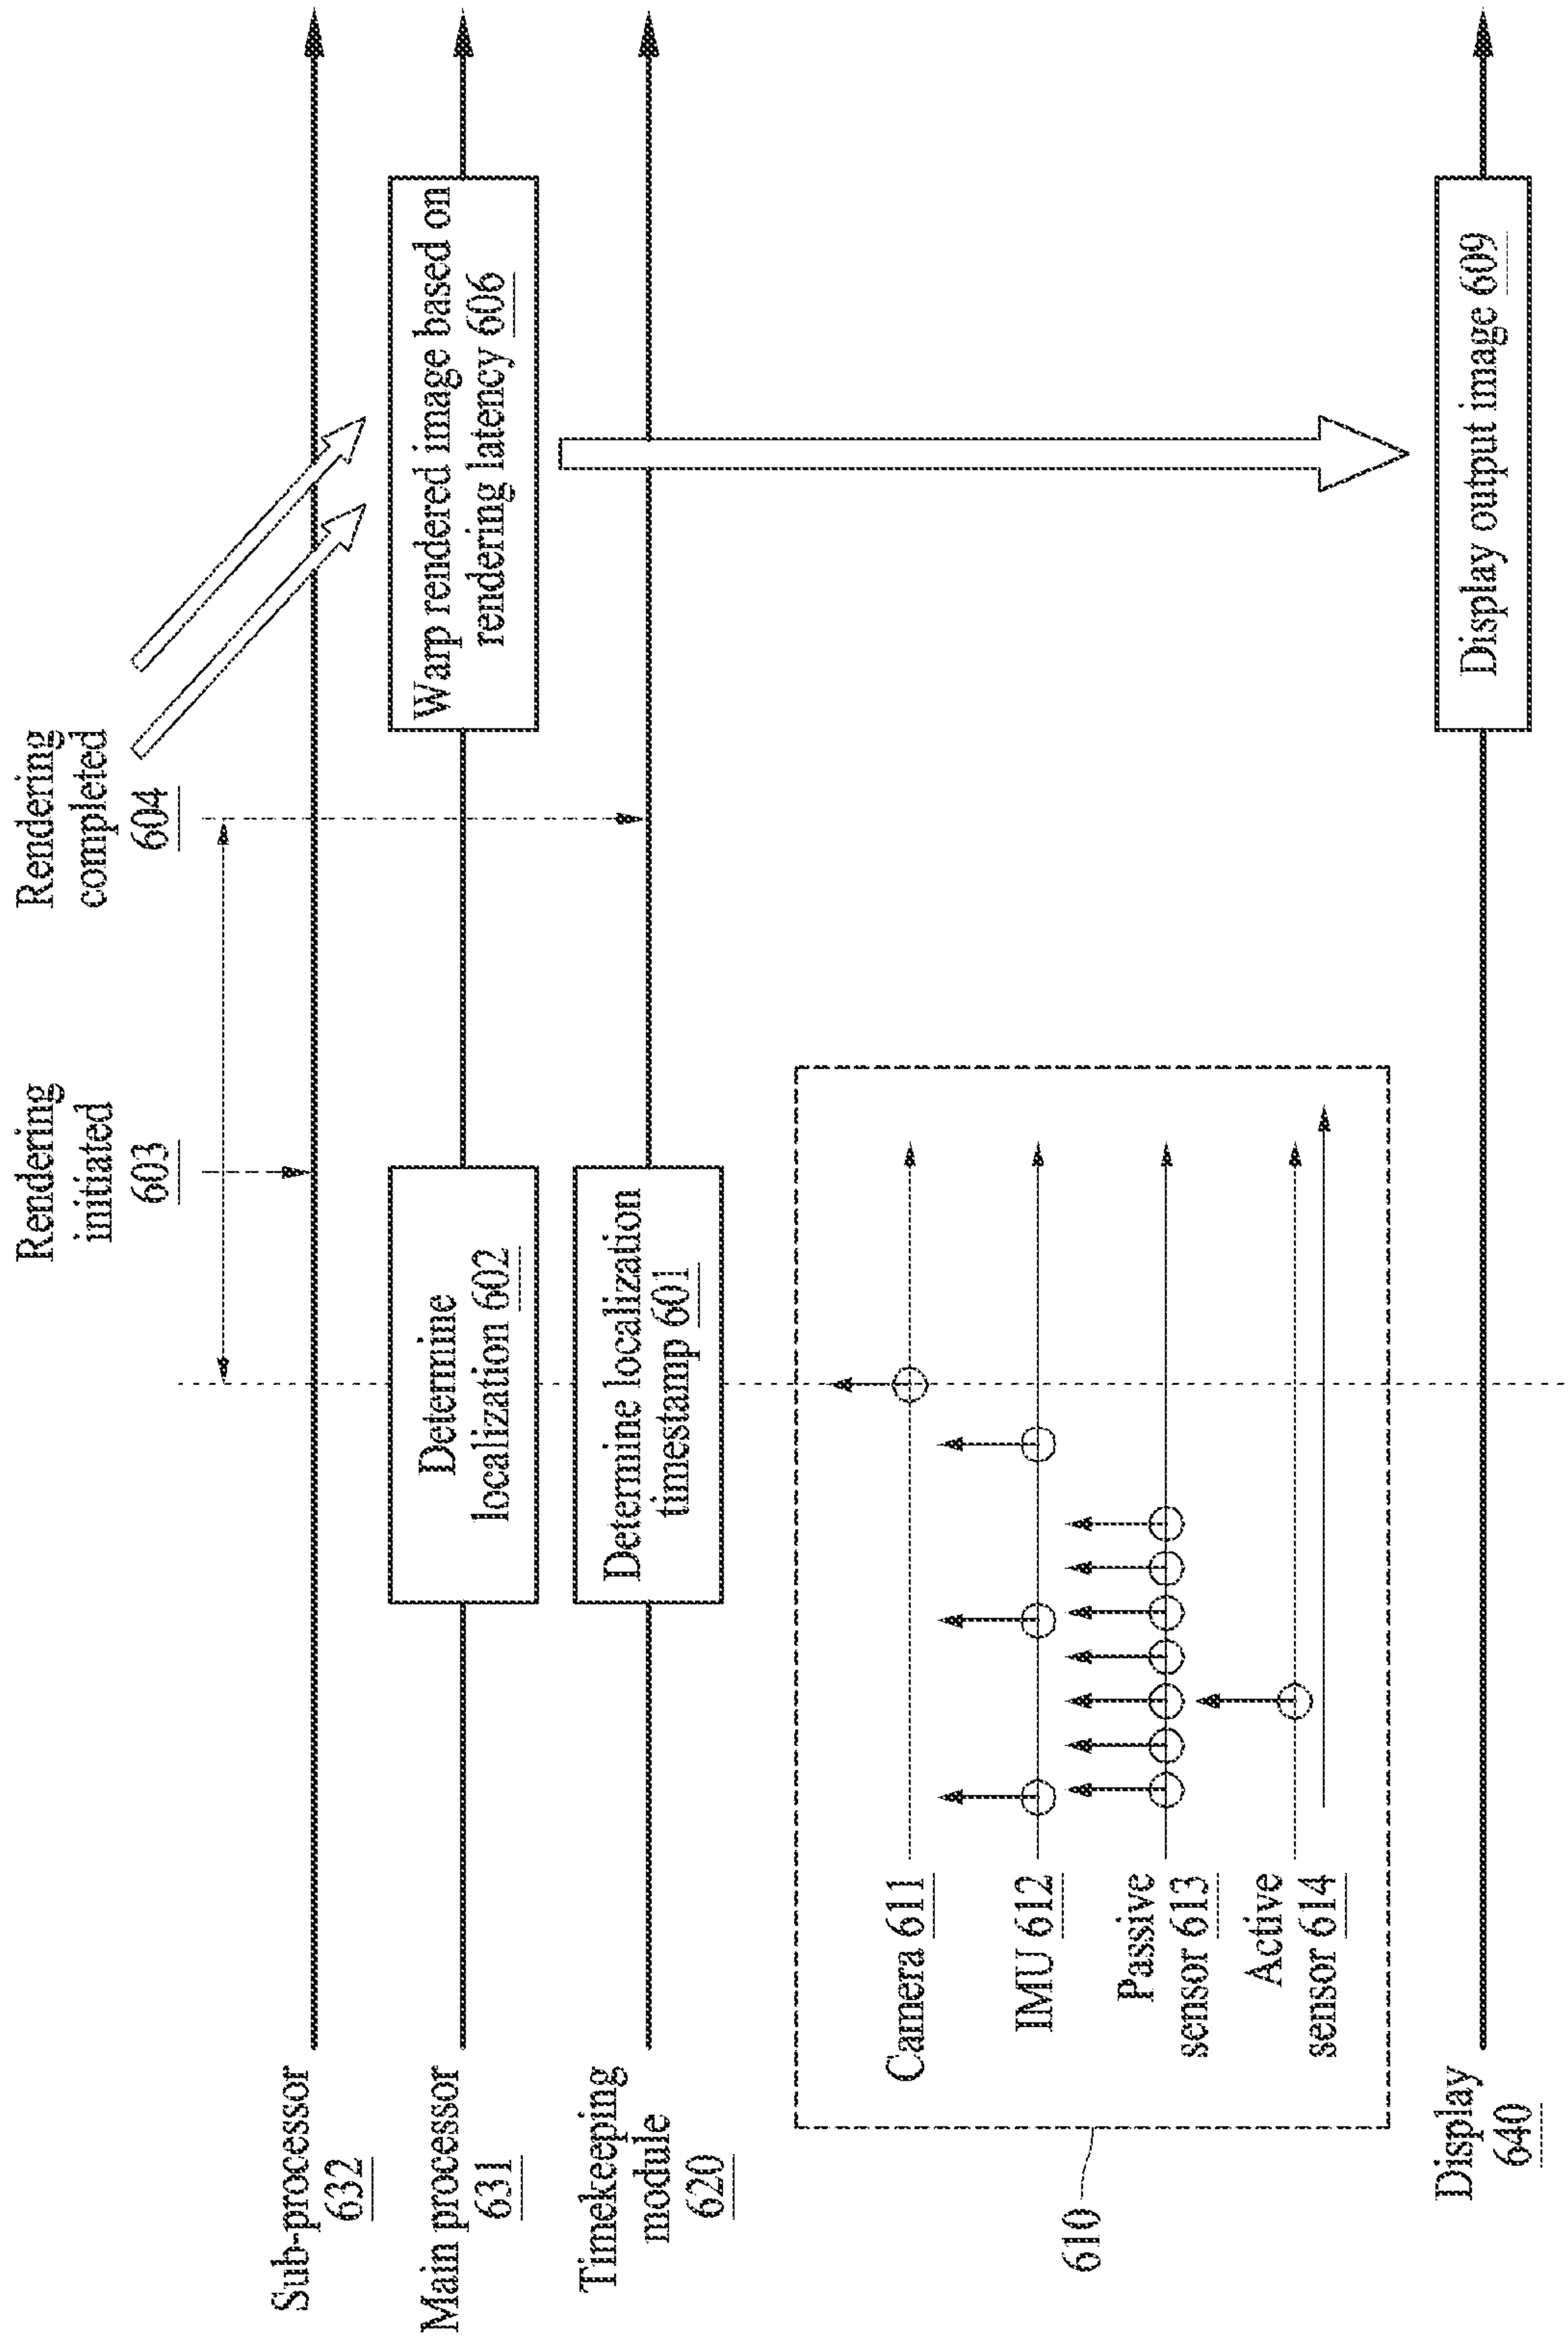 Rendering
initiated
603
Rendering
completed
604
Sub-processor
632
Main processor
631
Determine
localization 602
Warp rendered image based on
rendering latency 606
Timekeeping
module
620
Determine localization
timestamp 601
610
Camera 611
IMU 612
Passive
sensor 613
Active
sensor 614
Display
640
Display output image 609